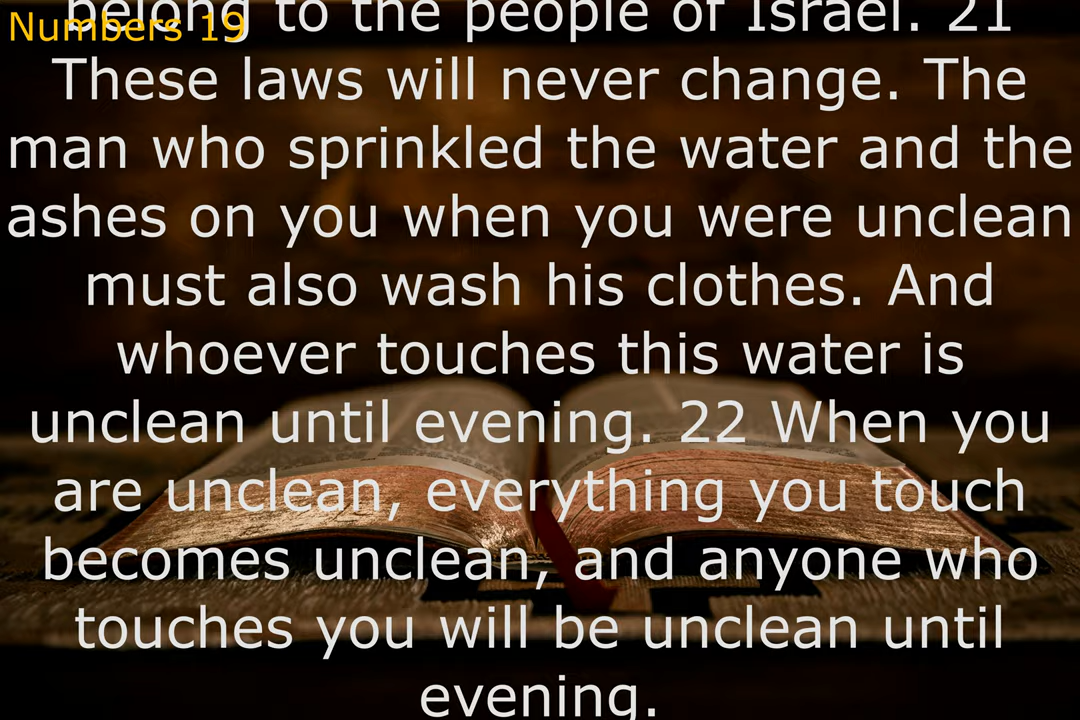 Numbers 19
belong to the people of Israel. 21
These laws will never change. The
man who sprinkled the water and the
ashes on you when you were unclean
must also wash his clothes. And
whoever touches this water is
unclean until evening. 22 When you
are unclean, everything you touch
becomes unclean, and anyone who
touches you will be unclean until
evening.